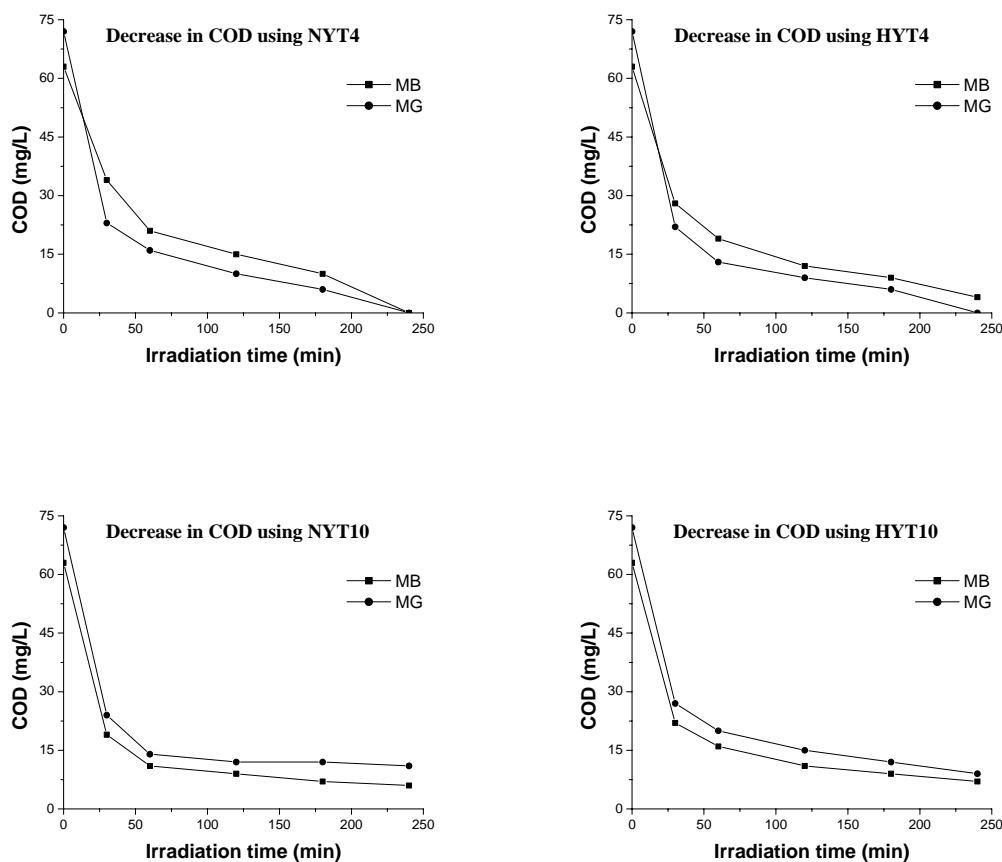 Decrease in COD using NYT4
75
60
45
30
15
0
COD (mg/L)
MB
MG
0 50 100 150 200 250
Irradiation time (min)
Decrease in COD using HYT4
75
60
45
30
15
0
COD (mg/L)
MB
MG
0 50 100 150 200 250
Irradiation time (min)
Decrease in COD using NYT10
75
60
45
30
15
0
COD (mg/L)
MB
MG
0 50 100 150 200 250
Irradiation time (min)
Decrease in COD using HYT10
75
60
45
30
15
0
COD (mg/L)
MB
MG
0 50 100 150 200 250
Irradiation time (min)